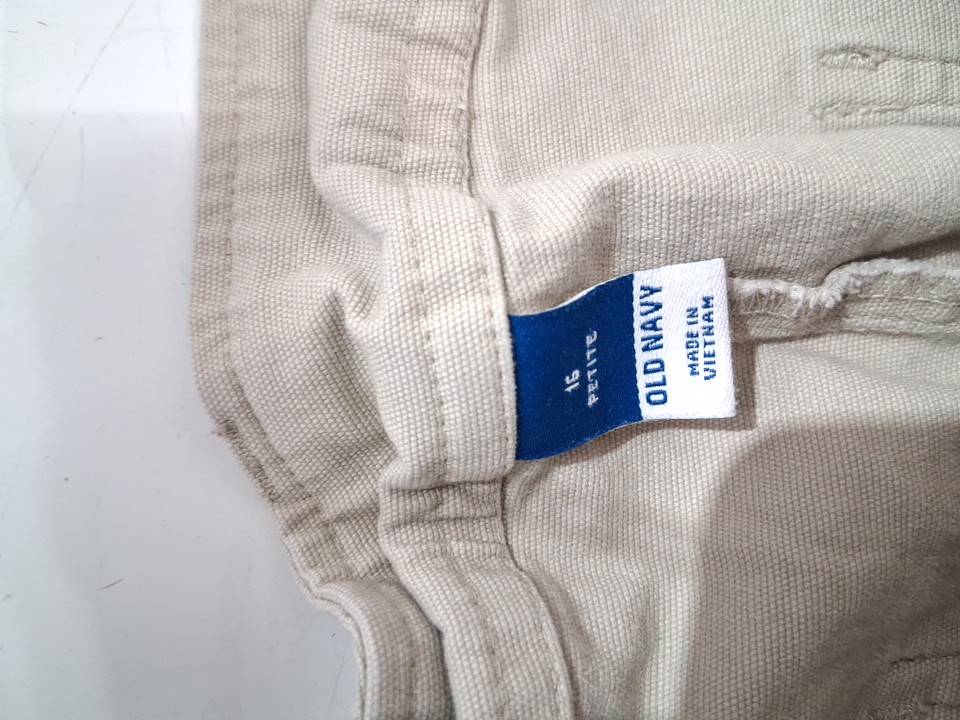 16
PETITE
OLD NAVY
MADE IN
VIETNAM